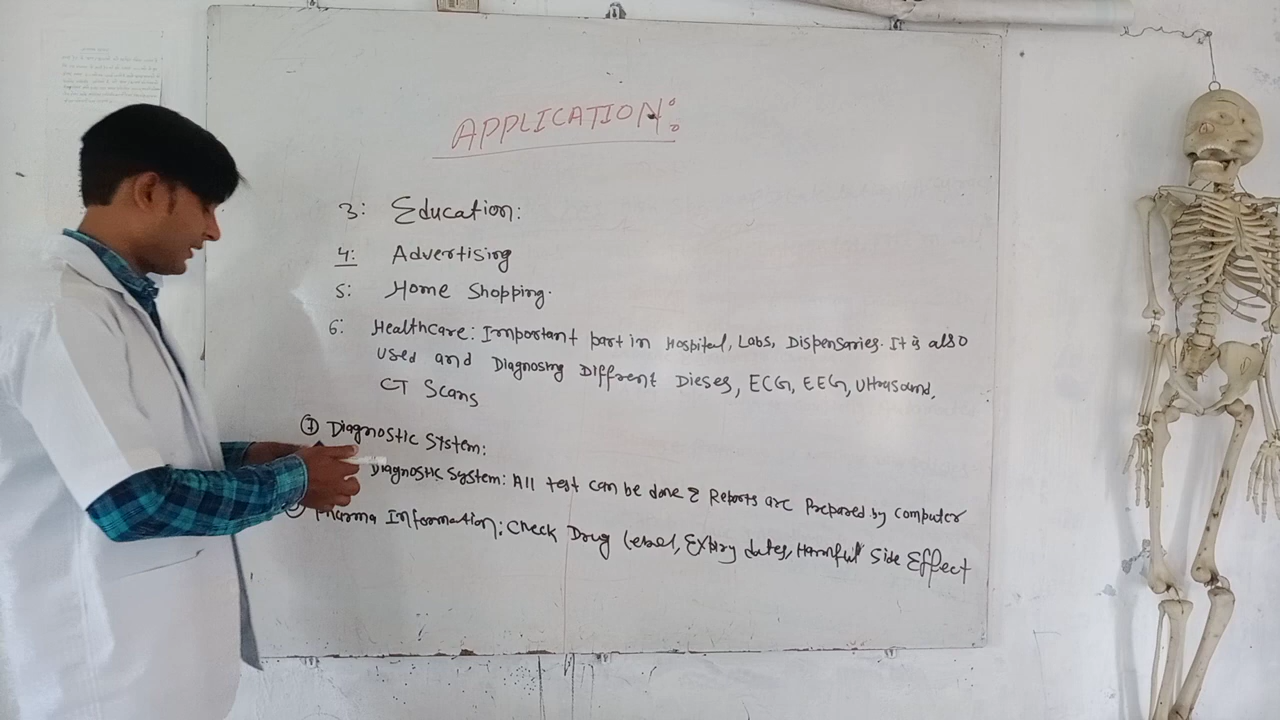 APPLICATION:
3: Education:
4: Advertising
5: Home Shopping.
6: Healthcare: Important part in Hospital, Labs, Dispensaries. It is also
used and Diagnosing Different Dieses, ECG, EEG, Ultrasound,
CT Scans
7 Diagnostic System:
Diagnostic System: All test can be done & Reports are Prepared by computer
Pharma Information: Check Drug Lebel, Expiry dates, Harmful Side Effect